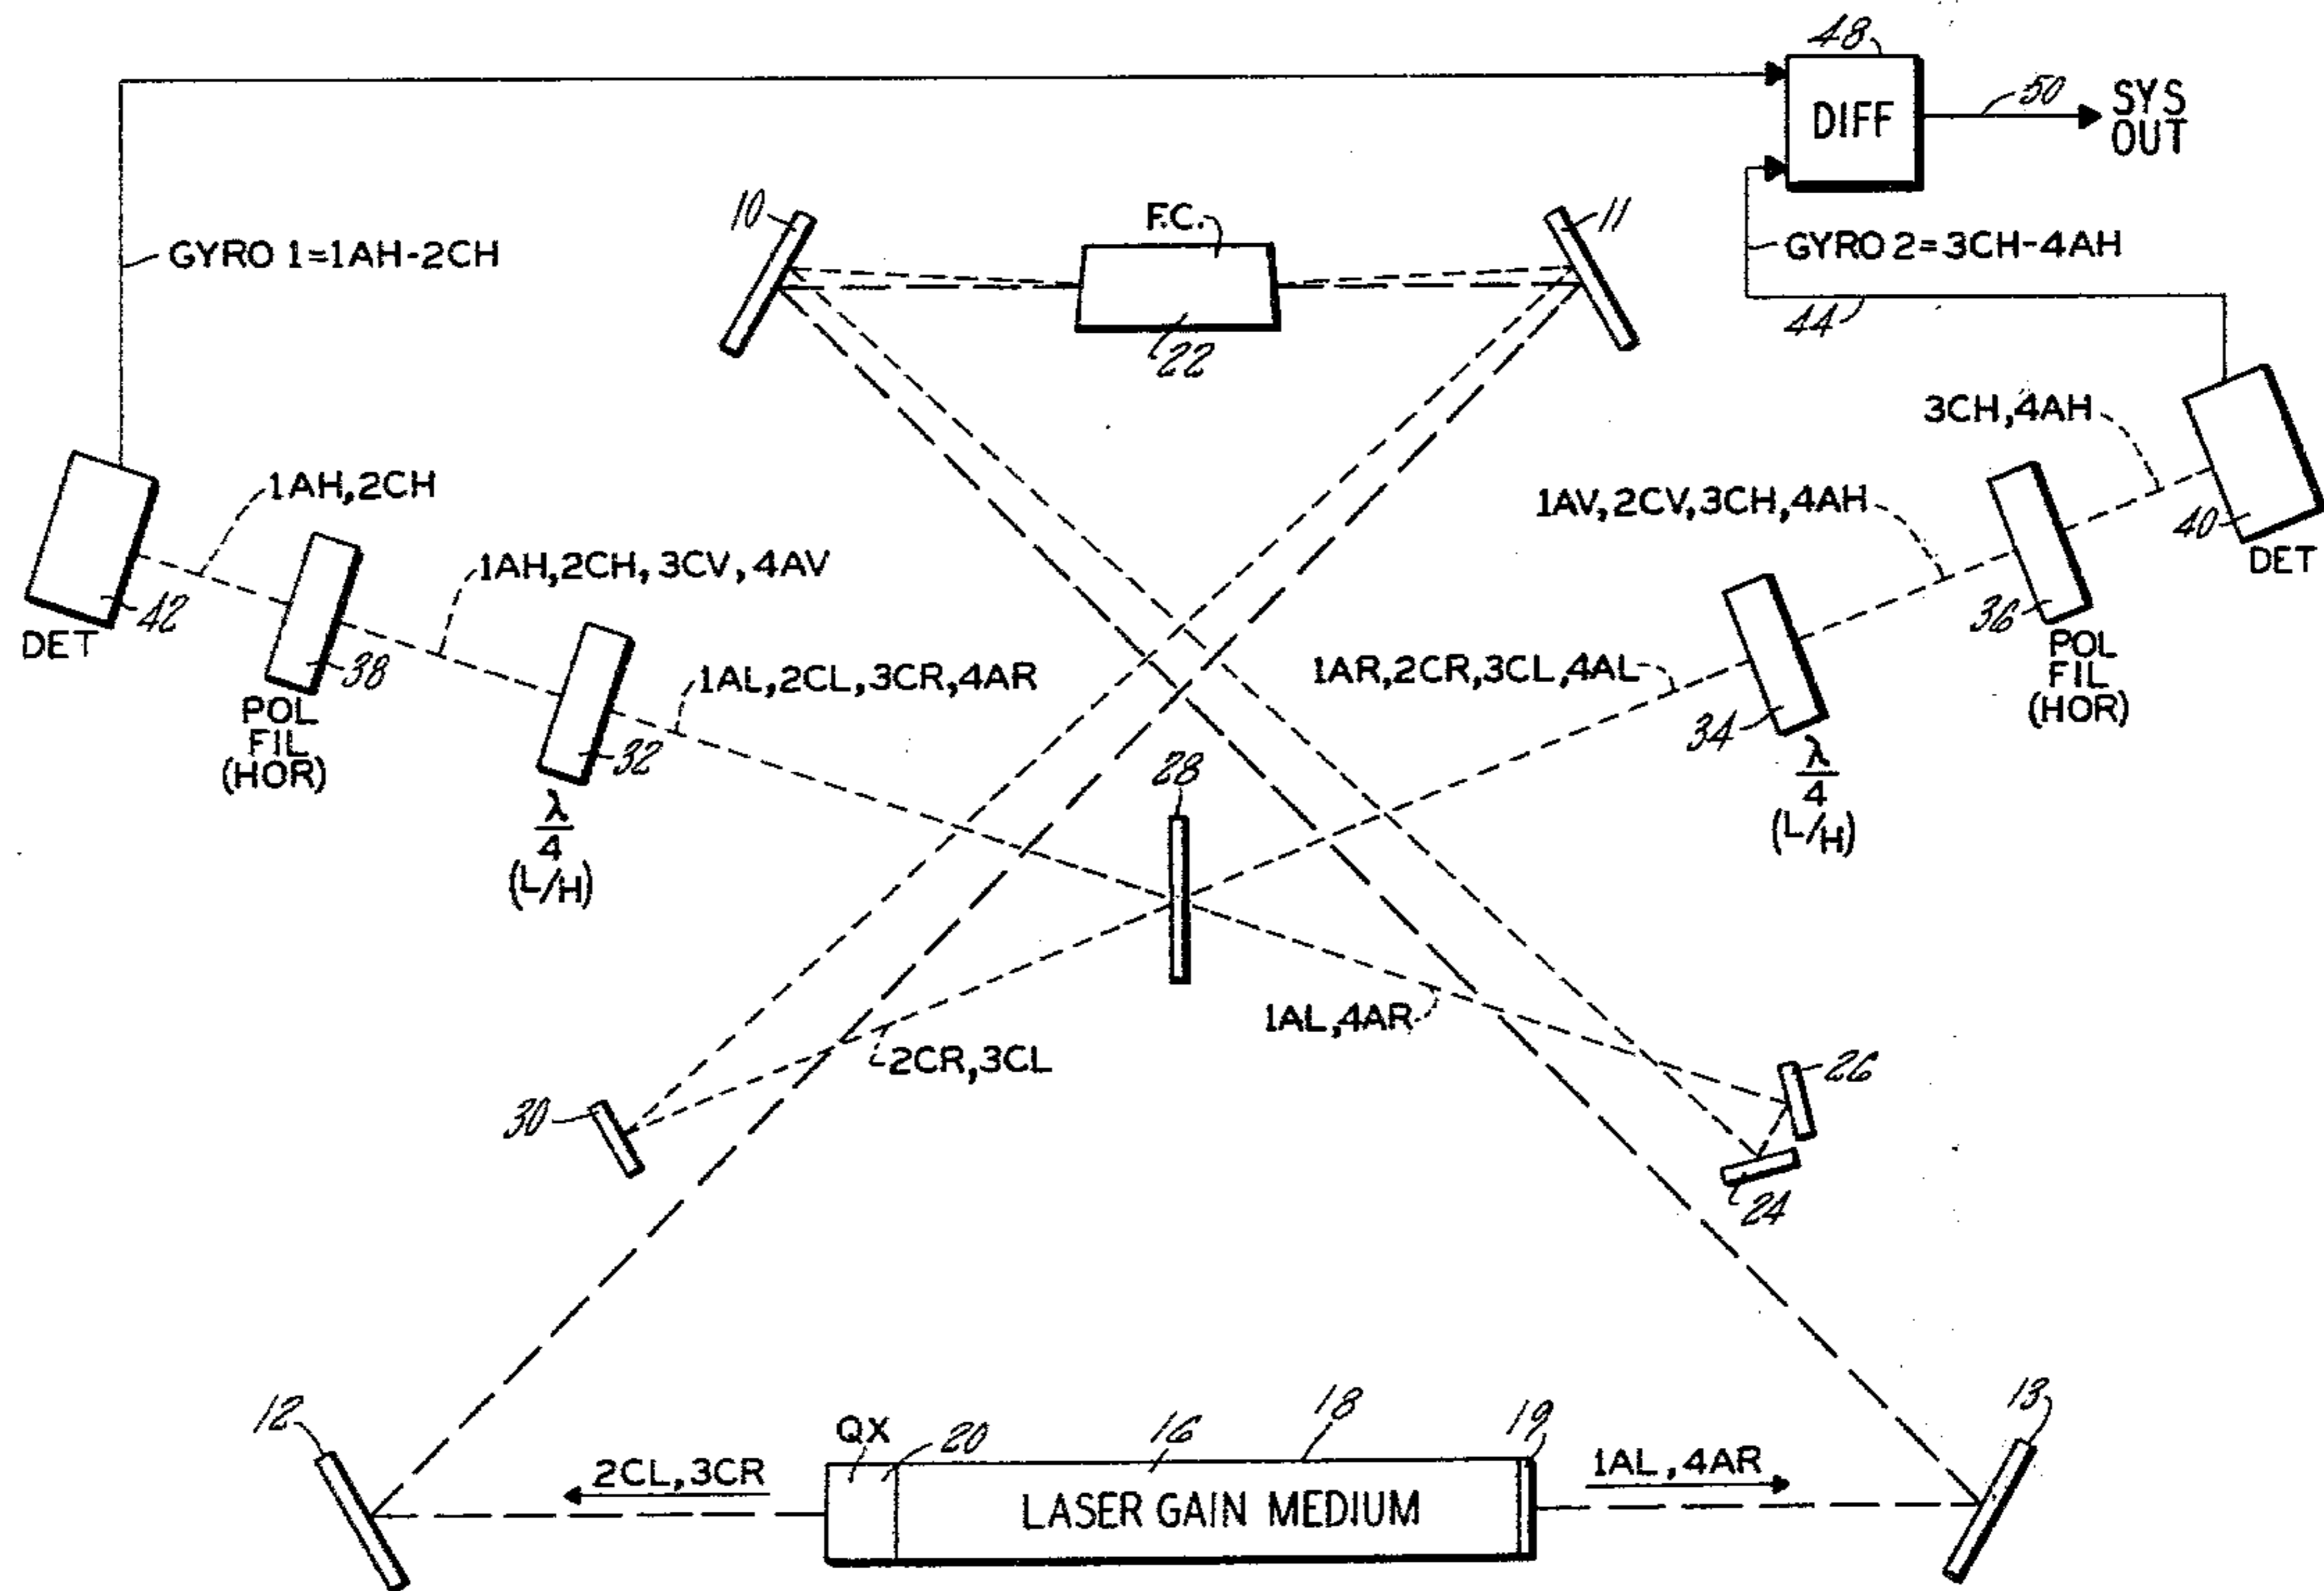 48
DIFF
50
SYS
OUT
10
F.C.
11
GYRO 1=1AH-2CH
GYRO 2=3CH-4AH
22
44
3CH,4AH
1AH,2CH
1AV,2CV,3CH,4AH
40
DET
42
DET
1AH,2CH,3CV,4AV
38
POL
FIL
(HOR)
36
POL
FIL
(HOR)
1AL,2CL,3CR,4AR
1AR,2CR,3CL,4AL
32
λ
4
(L/H)
34
λ
4
(L/H)
28
1AL,4AR
2CR,3CL
26
30
24
12
QX
20
16
18
19
13
2CL,3CR
1AL,4AR
LASER GAIN MEDIUM